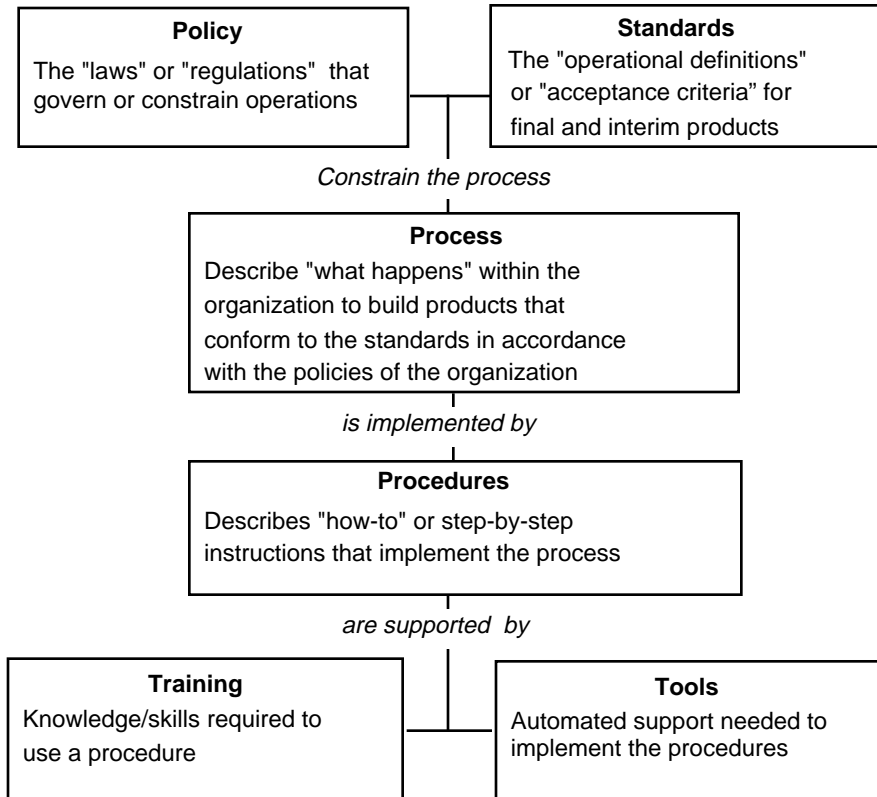 Policy
The "laws" or "regulations" that
govern or constrain operations
Standards
The "operational definitions"
or "acceptance criteria” for
final and interim products
Constrain the process
Process
Describe "what happens" within the
organization to build products that
conform to the standards in accordance
with the policies of the organization
is implemented by
Procedures
Describes "how-to" or step-by-step
instructions that implement the process
are supported by
Training
Knowledge/skills required to
use a procedure
Tools
Automated support needed to
implement the procedures